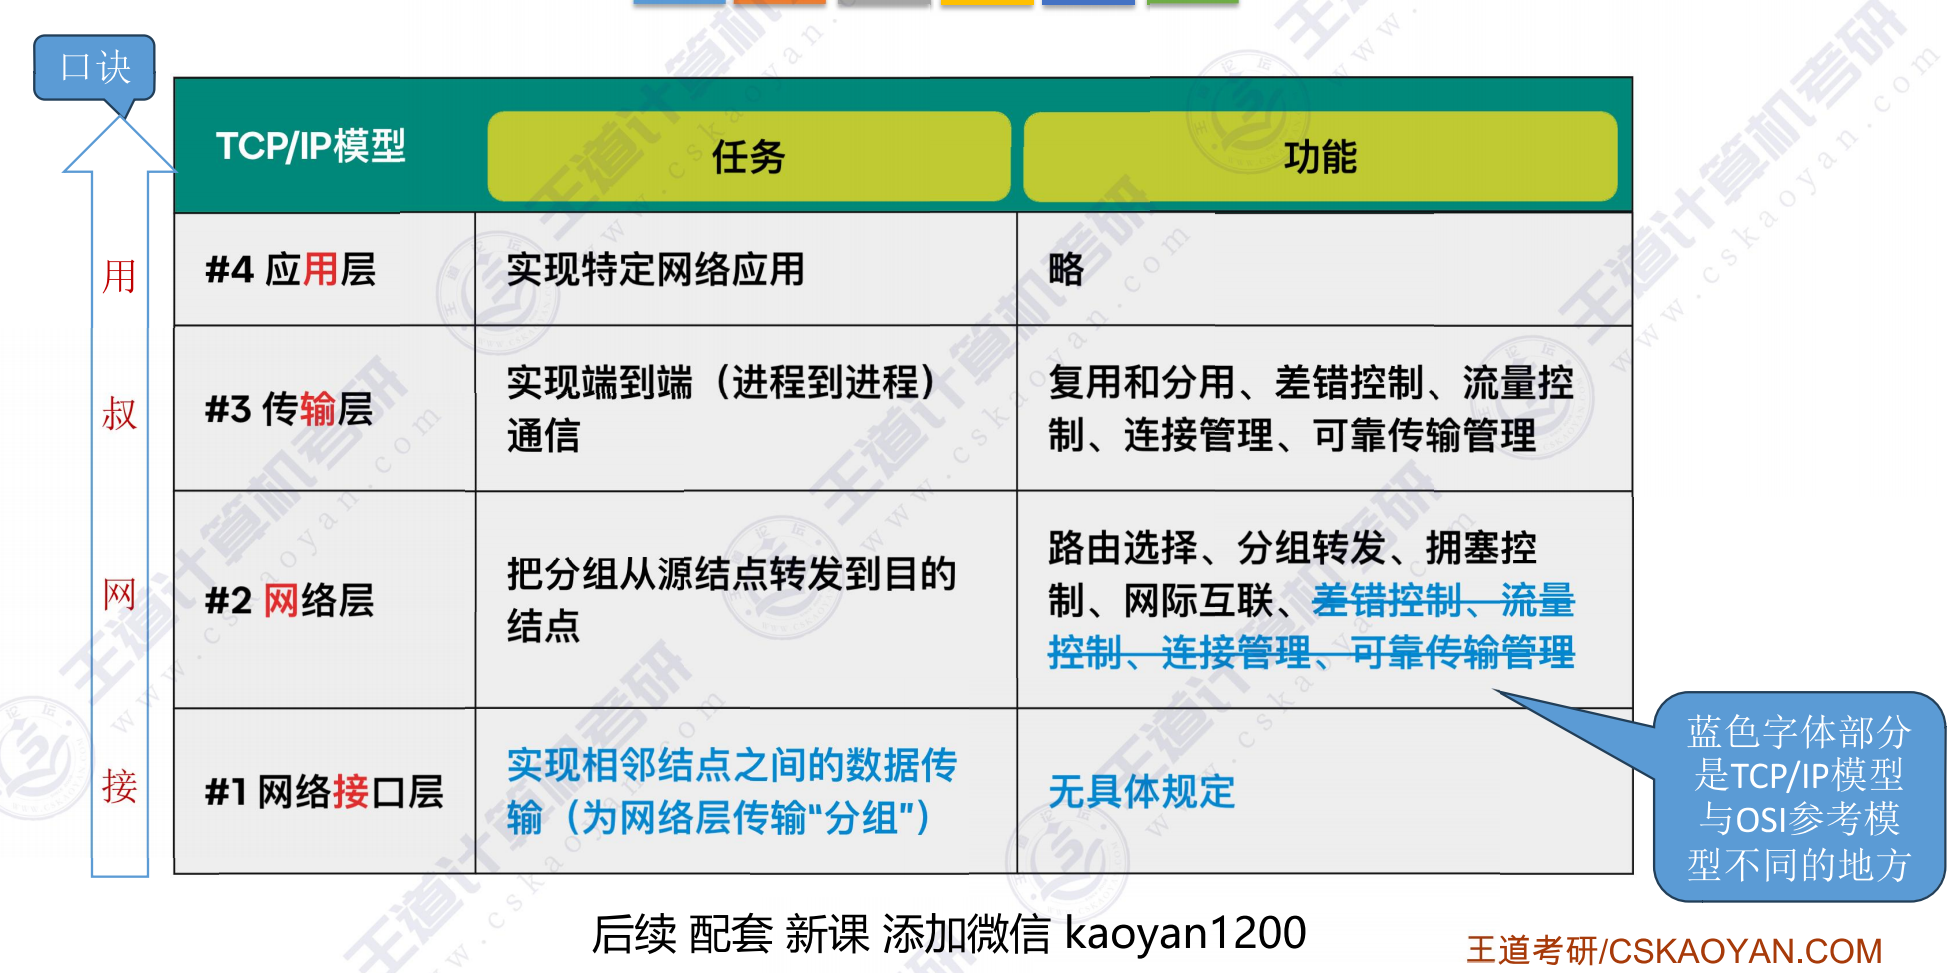 口诀
TCP/IP模型
任务
功能
用
#4 应用层
实现特定网络应用
略
叔
#3 传输层
实现端到端（进程到进程）
通信
复用和分用、差错控制、流量控
制、连接管理、可靠传输管理
网
#2 网络层
把分组从源结点转发到目的
结点
路由选择、分组转发、拥塞控
制、网际互联、差错控制、流量
控制、连接管理、可靠传输管理
接
#1 网络接口层
实现相邻结点之间的数据传
输（为网络层传输“分组”）
无具体规定
蓝色字体部分
是TCP/IP模型
与OSI参考模
型不同的地方
后续 配套 新课 添加微信 kaoyan1200
王道考研/CSKAOYAN.COM
王道计算机考研
www.cskaoyan.com